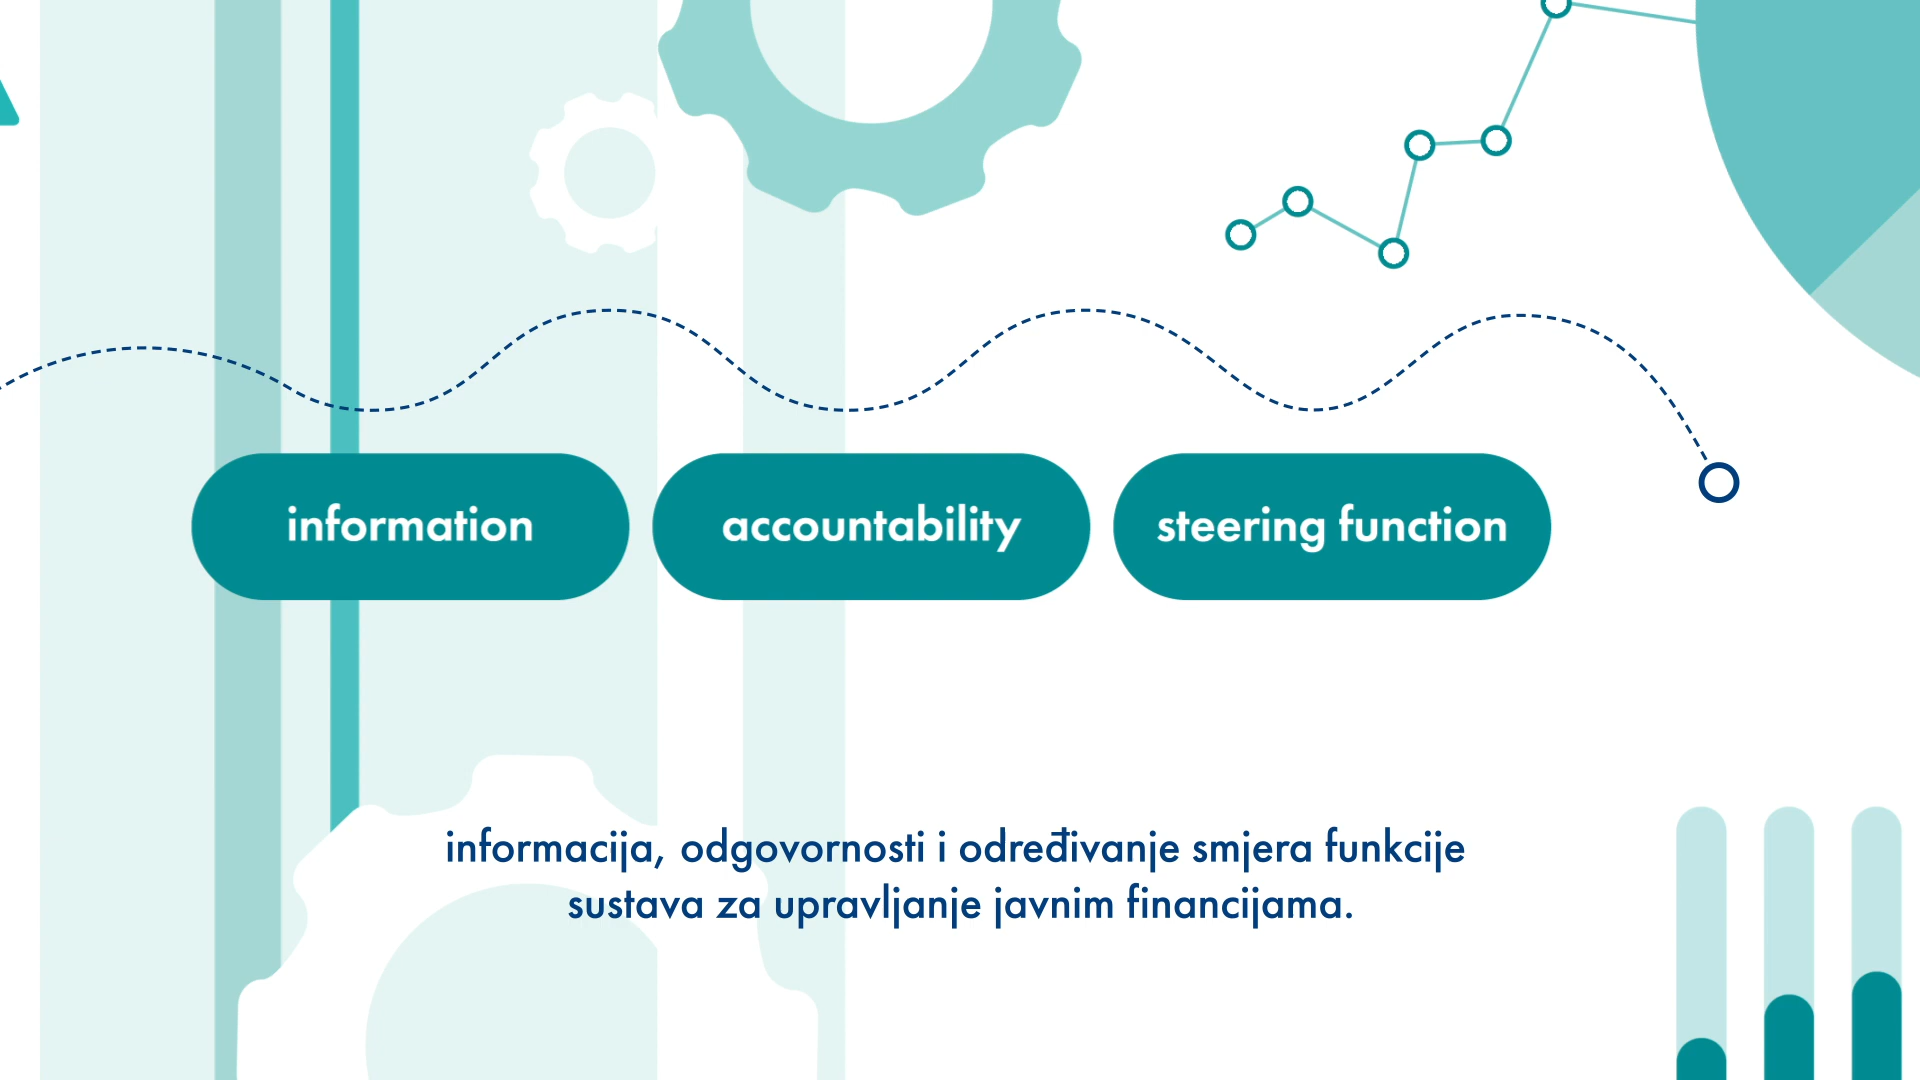 information
accountability
steering function
informacija, odgovornosti i određivanje smjera funkcije
sustava za upravljanje javnim financijama.